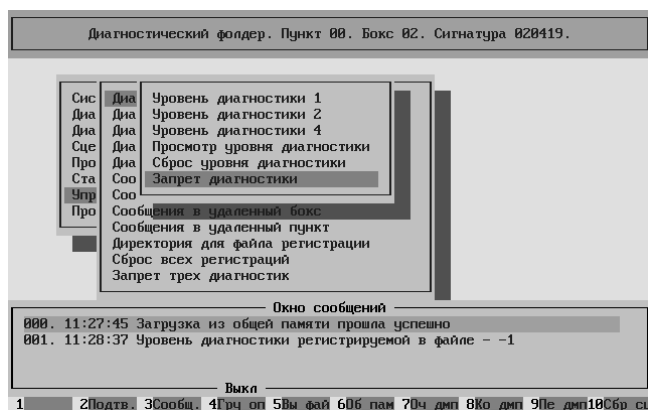 Диагностический фолдер. Пункт 00. Бокс 02. Сигнатура 020419.
Сис
Диа
Диа
Сце
Про
Ста
Упр
Про
Диа
Диа
Диа
Диа
Диа
Соо
Соо
Сообщения в удаленный бокс
Сообщения в удаленный пункт
Директория для файла регистрации
Сброс всех регистраций
Запрет трех диагностик
Уровень диагностики 1
Уровень диагностики 2
Уровень диагностики 4
Просмотр уровня диагностики
Сброс уровня диагностики
Запрет диагностики
Окно сообщений
000. 11:27:45 Загрузка из общей памяти прошла успешно
001. 11:28:37 Уровень диагностики регистрируемой в файле - -1
Выкл
1 2Подтв. 3Сообщ. 4Гру оп 5Вы фай 6Об пам 7Оч дмп 8Ко дмп 9Пе дмп 10Сбр сц